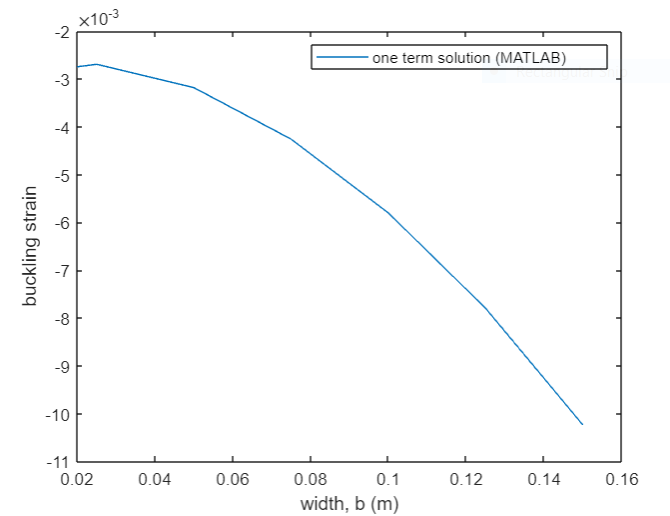 ×10⁻³
-2
-3
-4
-5
-6
-7
-8
-9
-10
-11
buckling strain
one term solution (MATLAB)
0.02 0.04 0.06 0.08 0.1 0.12 0.14 0.16
width, b (m)